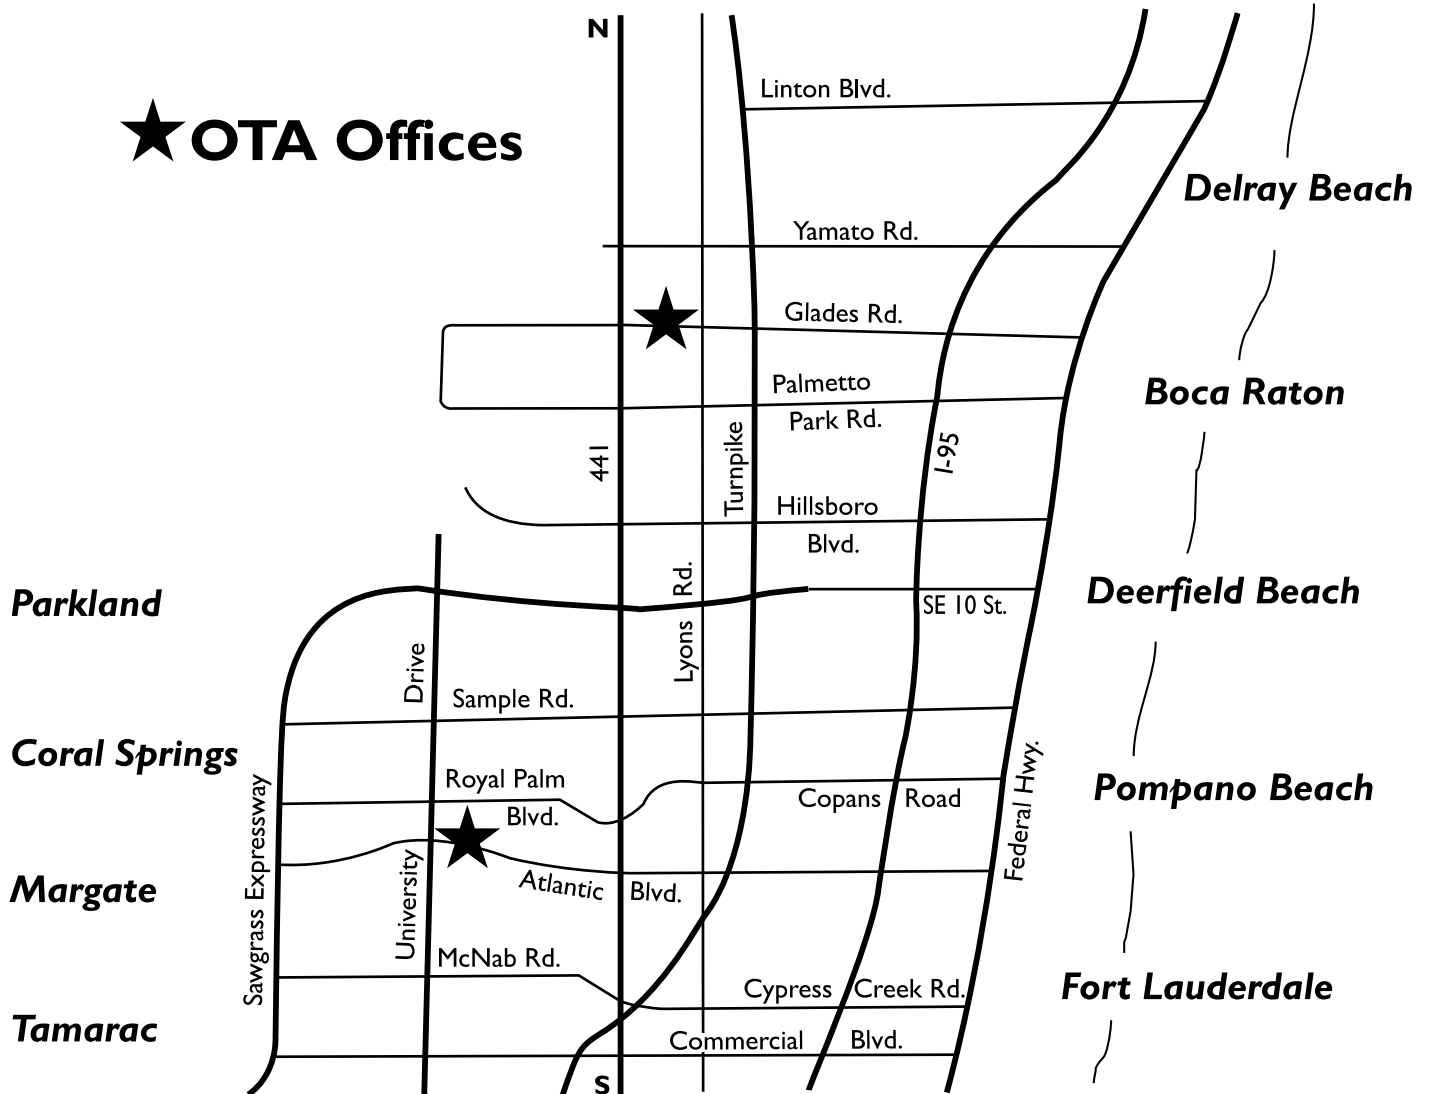 N
Linton Blvd.
OTA Offices
Delray Beach
Yamato Rd.
Glades Rd.
Palmetto
Park Rd.
Boca Raton
441
Turnpike
I-95
Hillsboro
Blvd.
Parkland
Lyons Rd.
SE 10 St.
Deerfield Beach
University Drive
Sample Rd.
Coral Springs
Royal Palm
Blvd.
Copans Road
Federal Hwy.
Pompano Beach
Sawgrass Expressway
Margate
Atlantic Blvd.
McNab Rd.
Cypress Creek Rd.
Fort Lauderdale
Tamarac
Commercial Blvd.
S